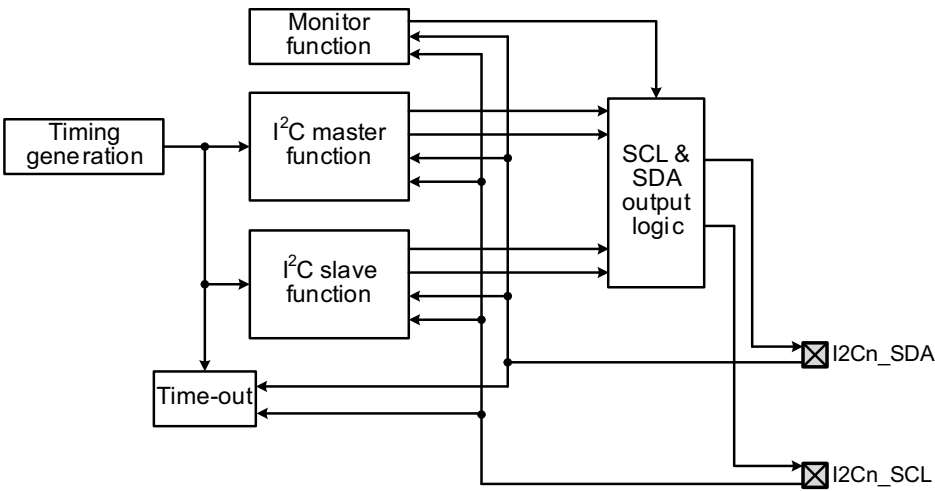 Monitor
function
Timing
generation
I²C master
function
SCL &
SDA
output
logic
I²C slave
function
I2Cn_SDA
Time-out
I2Cn_SCL